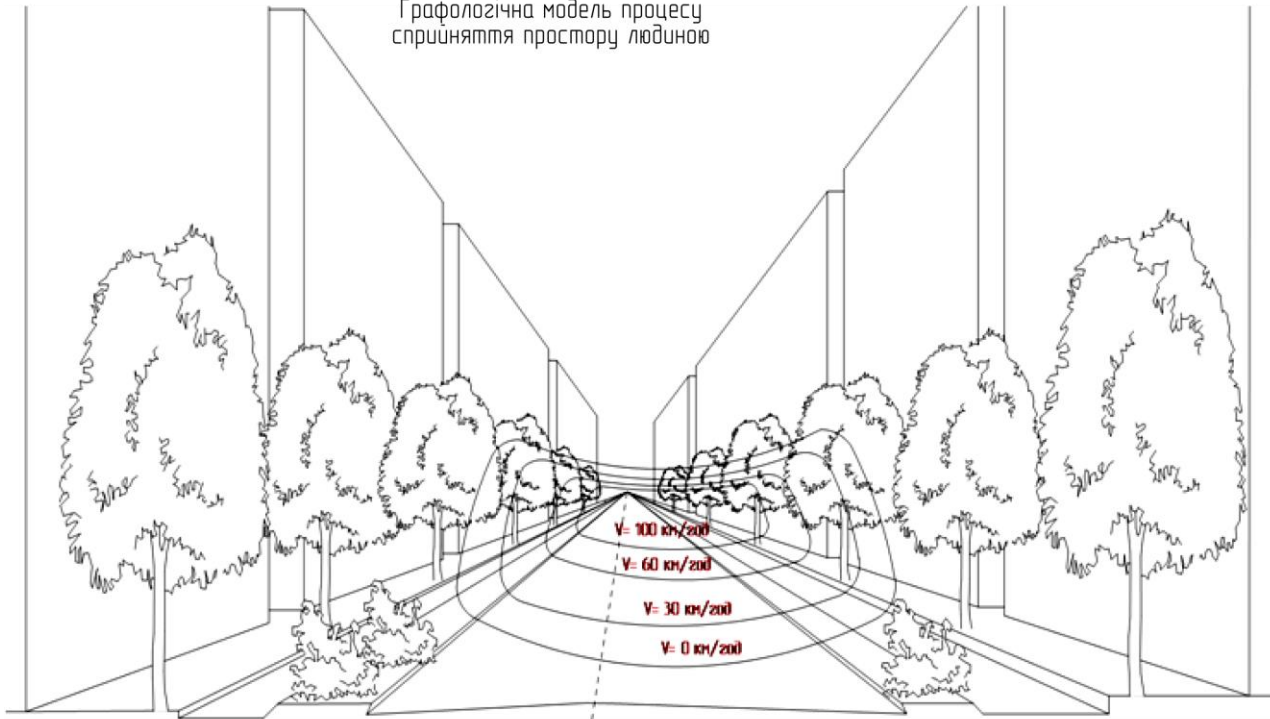 Графологічна модель процесу
сприйняття простору людиною
V= 100 км/год
V= 60 км/год
V= 30 км/год
V= 0 км/год